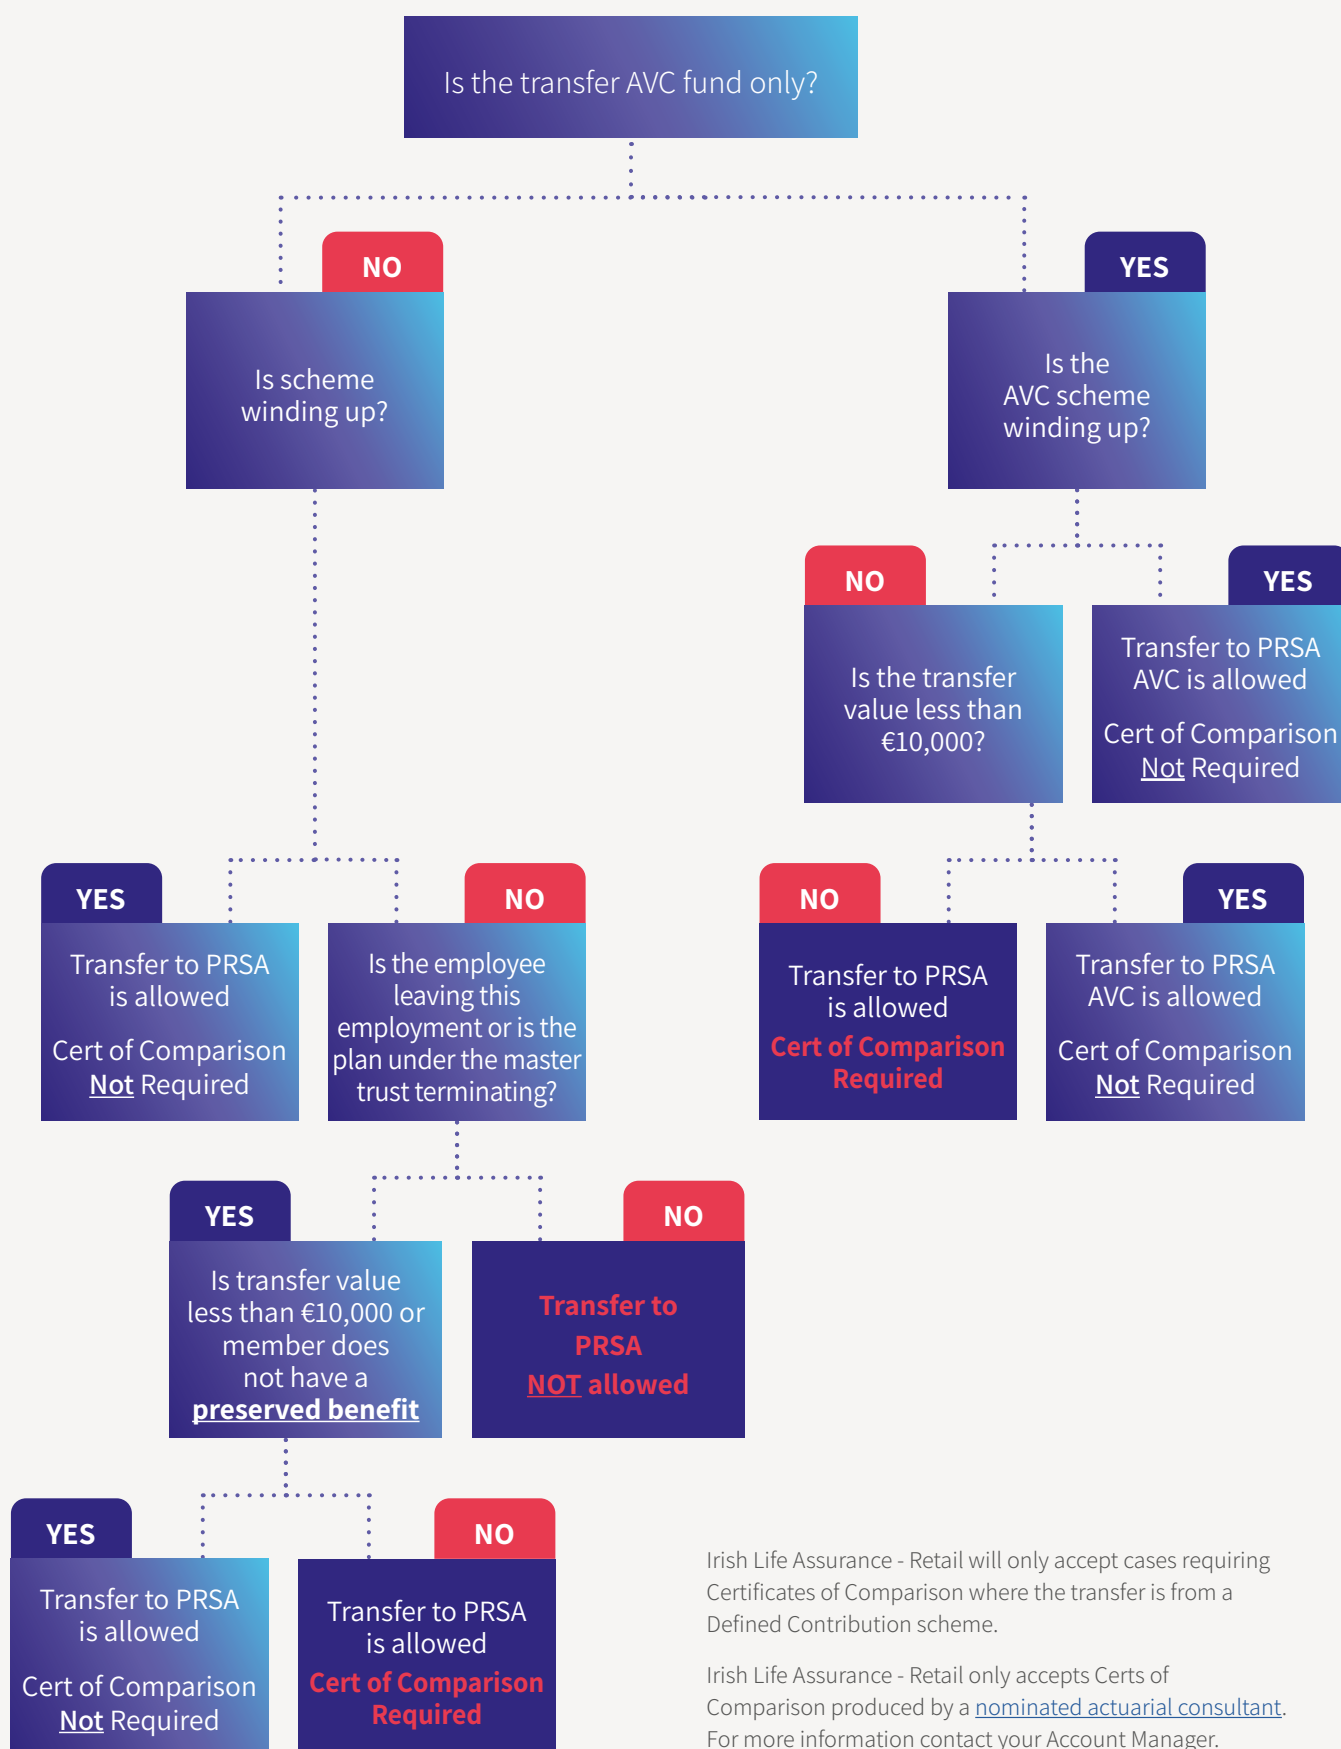 Is the transfer AVC fund only?
NO
YES
Is scheme
winding up?
Is the
AVC scheme
winding up?
NO
YES
Is the transfer
value less than
€10,000?
Transfer to PRSA
AVC is allowed
Cert of Comparison
Not Required
YES
NO
NO
YES
Transfer to PRSA
is allowed
Cert of Comparison
Not Required
Is the employee
leaving this
employment or is the
plan under the master
trust terminating?
Transfer to PRSA
is allowed
Cert of Comparison
Required
Transfer to PRSA
AVC is allowed
Cert of Comparison
Not Required
YES
NO
Is transfer value
less than €10,000 or
member does
not have a
preserved benefit
Transfer to
PRSA
NOT allowed
YES
NO
Transfer to PRSA
is allowed
Cert of Comparison
Not Required
Transfer to PRSA
is allowed
Cert of Comparison
Required
Irish Life Assurance - Retail will only accept cases requiring
Certificates of Comparison where the transfer is from a
Defined Contribution scheme.
Irish Life Assurance - Retail only accepts Certs of
Comparison produced by a nominated actuarial consultant.
For more information contact your Account Manager.